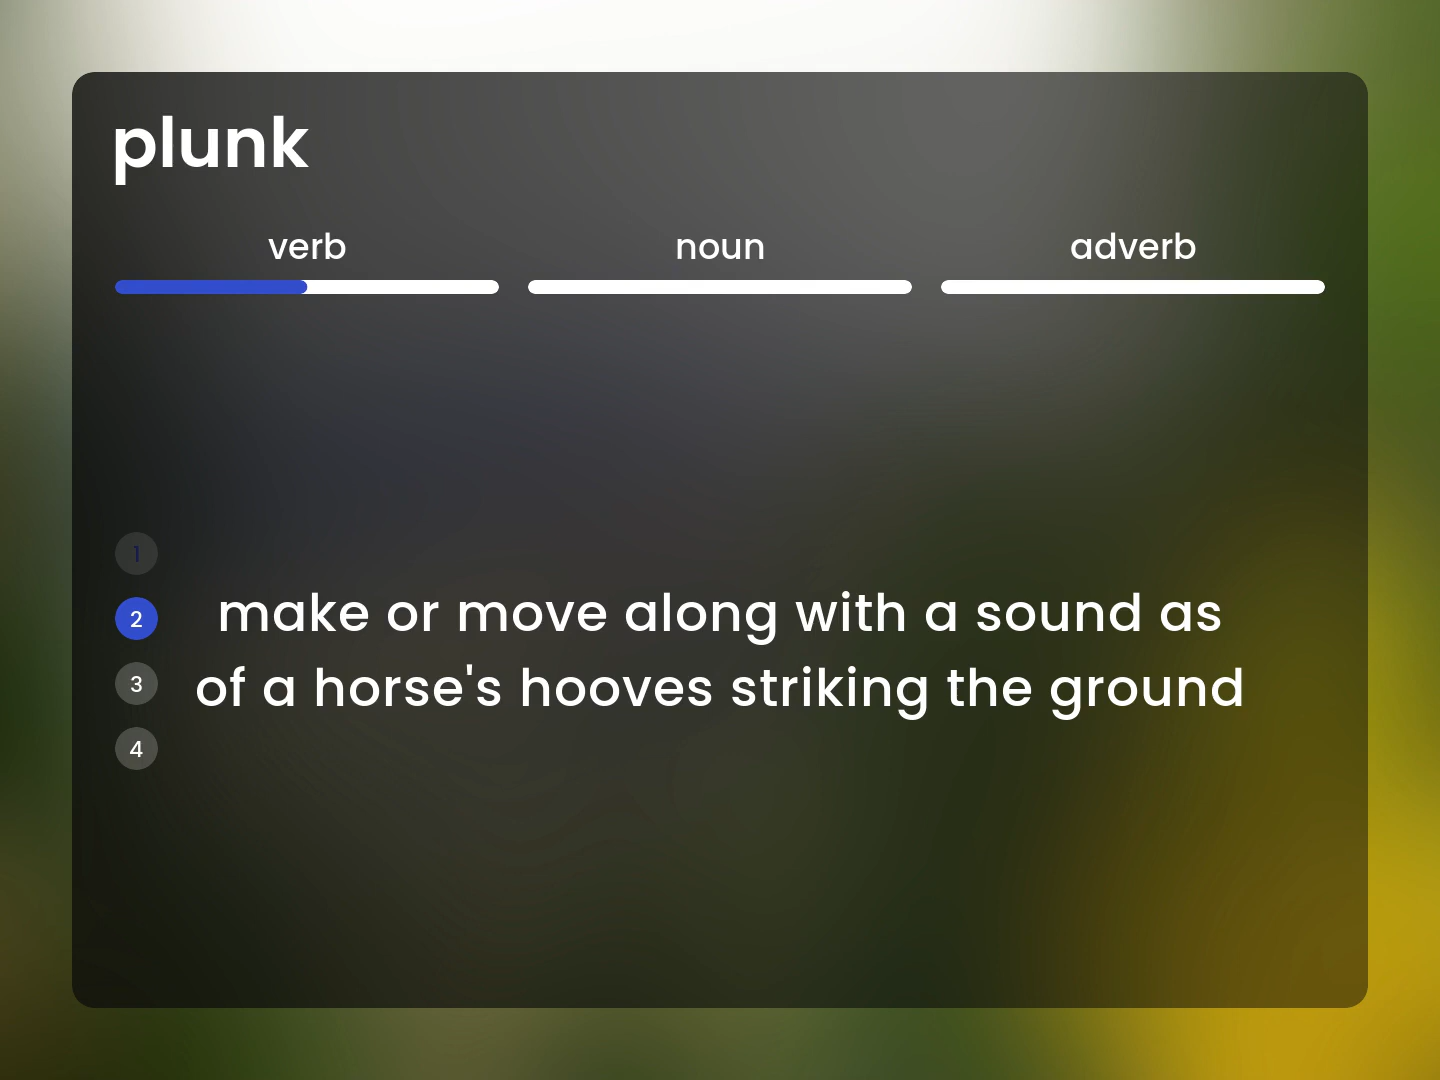 plunk
verb noun adverb
1
2
make or move along with a sound as
of a horse's hooves striking the ground
3
4